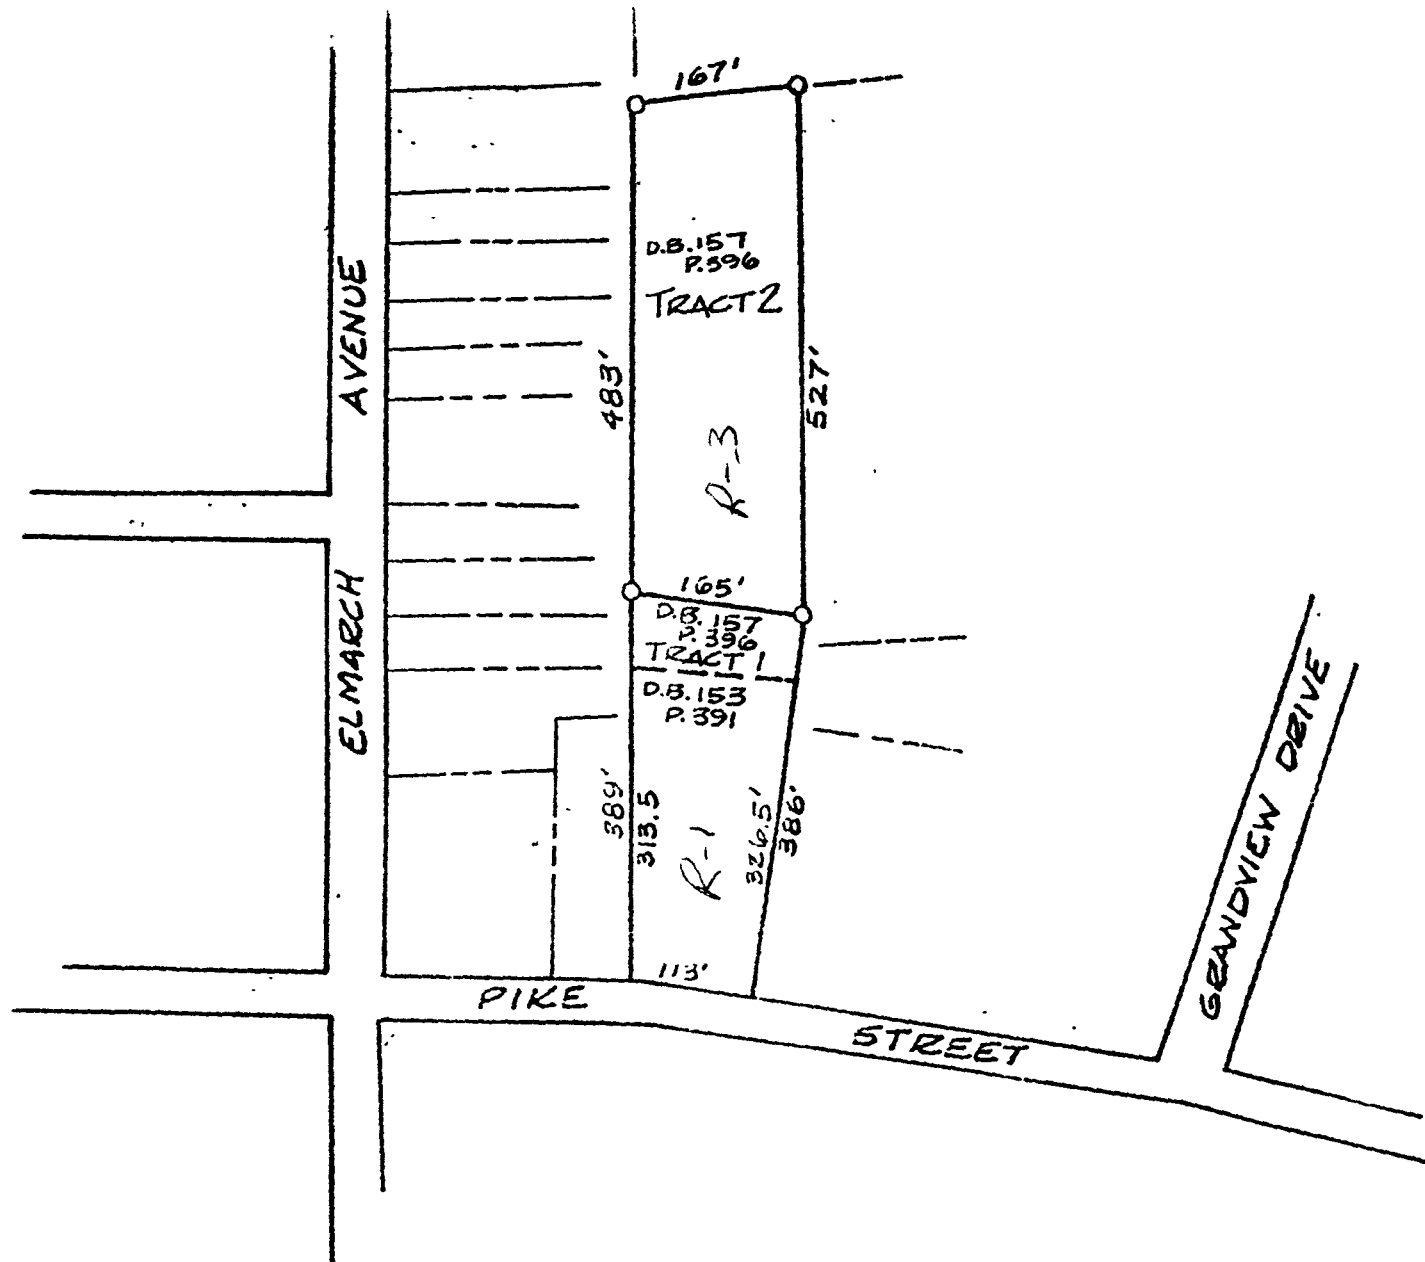 167'
D.B. 157
P. 396
TRACT 2
AVENUE
483'
527'
R-3
165'
D.B. 157
P. 396
TRACT 1
D.B. 153
P. 391
ELMARCH
389'
313.5
R-1
326.5'
386'
113'
PIKE
STREET
GRANDVIEW DRIVE